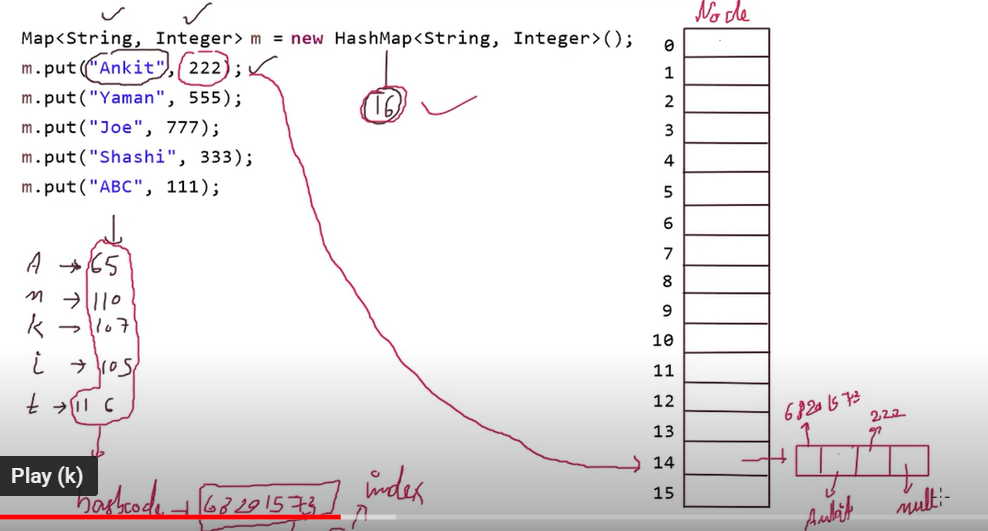 Node
Map<String, Integer> m = new HashMap<String, Integer>();
m.put("Ankit", 222);
m.put("Yaman", 555);
m.put("Joe", 777);
m.put("Shashi", 333);
m.put("ABC", 111);
16
A → 65
n → 110
k → 107
i → 105
t → 116
Play (k)
hashcode → 68291573
index
0
1
2
3
4
5
6
7
8
9
10
11
12
13
14
15
222
Ankit
null